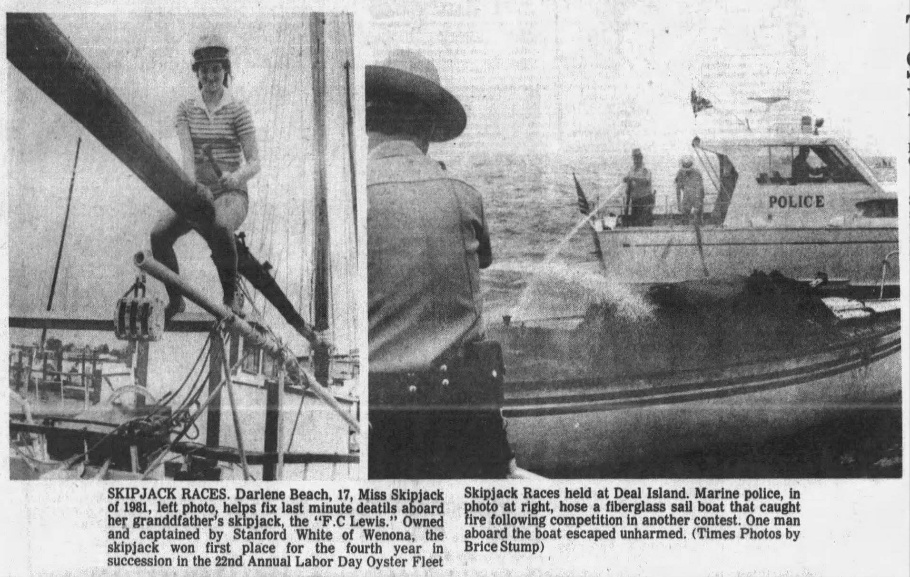 POLICE
SKIPJACK RACES. Darlene Beach, 17, Miss Skipjack
of 1981, left photo, helps fix last minute deatils aboard
her granddfather's skipjack, the "F.C Lewis." Owned
and captained by Stanford White of Wenona, the
skipjack won first place for the fourth year in
succession in the 22nd Annual Labor Day Oyster Fleet
Skipjack Races held at Deal Island. Marine police, in
photo at right, hose a fiberglass sail boat that caught
fire following competition in another contest. One man
aboard the boat escaped unharmed. (Times Photos by
Brice Stump)